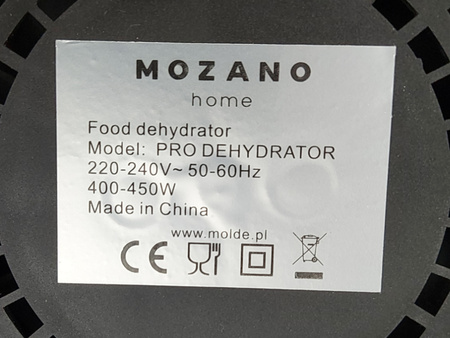 MOZANO
home
Food dehydrator
Model: PRO DEHYDRATOR
220-240V~ 50-60Hz
400-450W
Made in China
www.molde.pl
CE